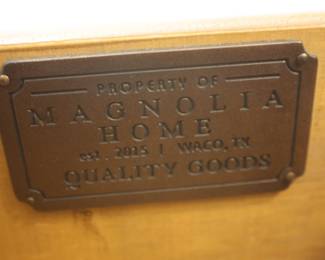 PROPERTY OF
MAGNOLIA
HOME
est. 2015 | WACO, TX
QUALITY GOODS